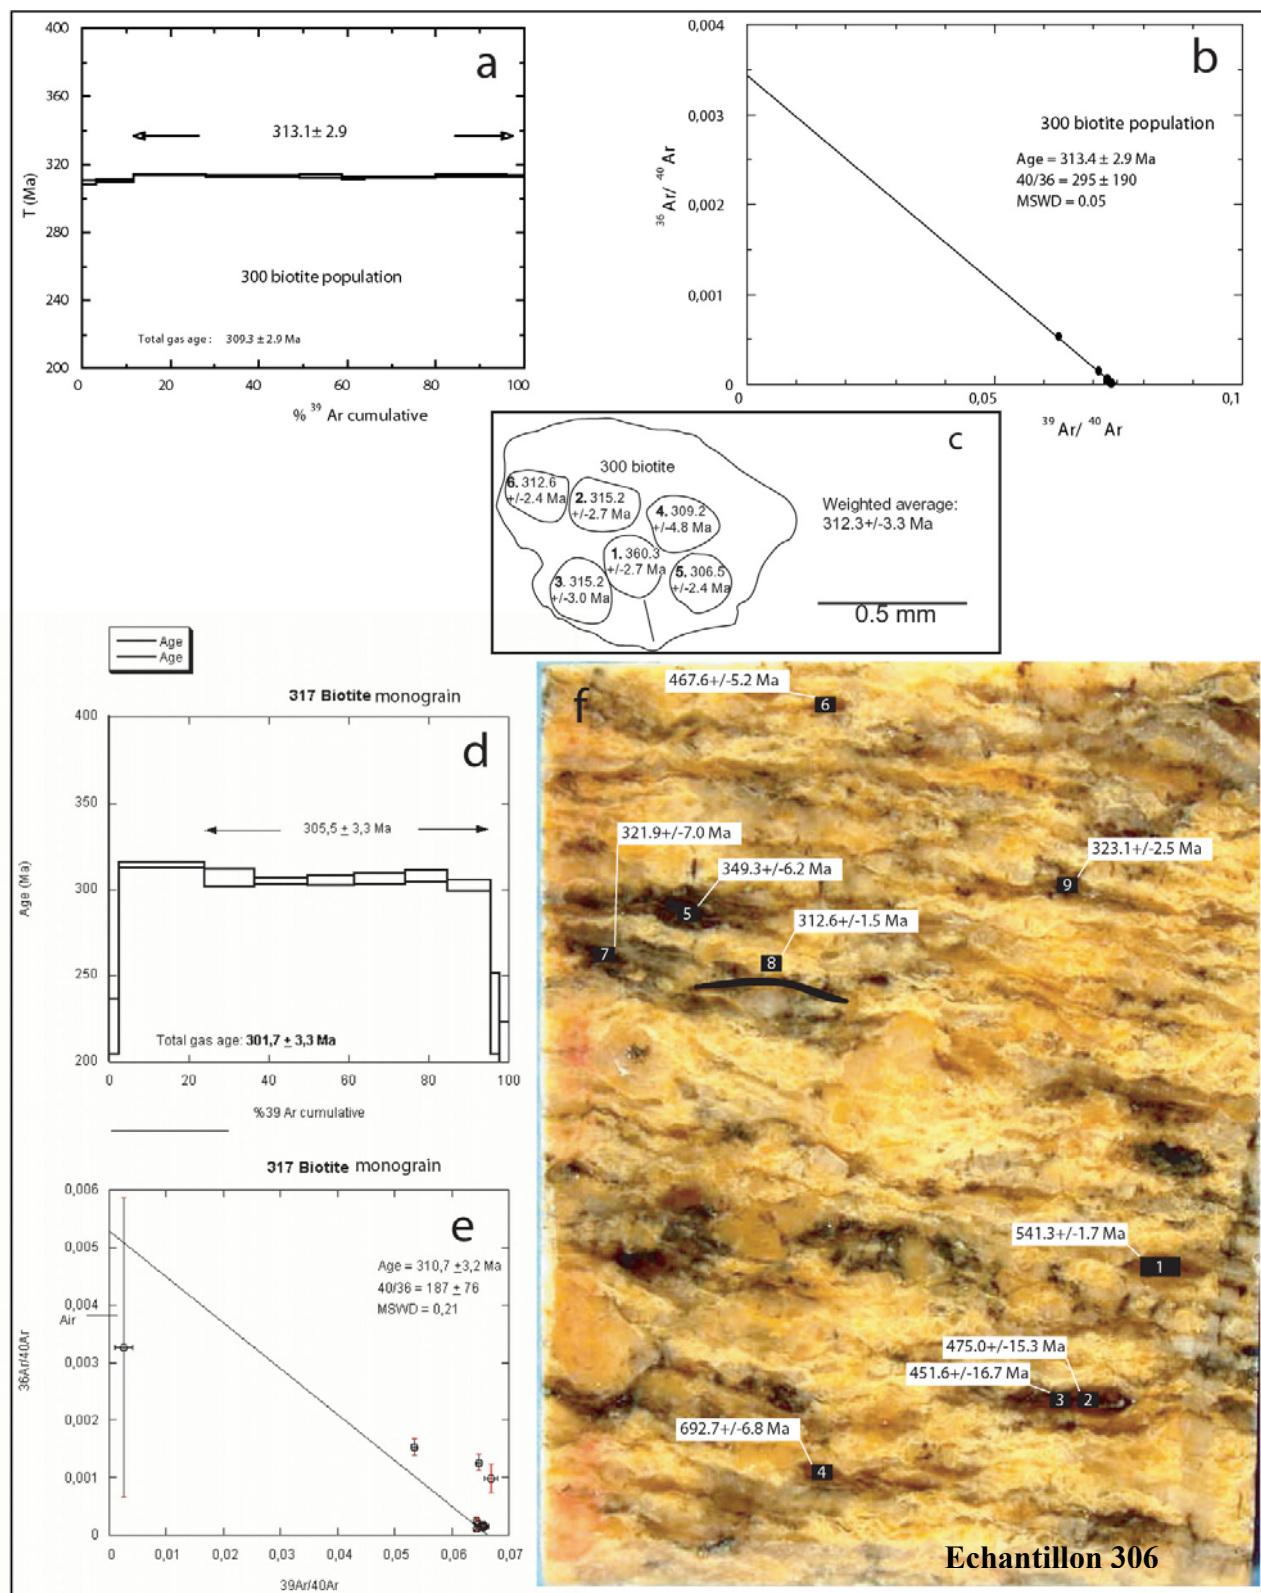 a
400
360
320
280
240
200
T (Ma)
313.1± 2.9
300 biotite population
Total gas age : 309.3 ± 2.9 Ma
20 40 60 80 100
% 39 Ar cumulative
b
0,004
0,003
0,002
0,001
0
36 Ar/ 40 Ar
300 biotite population
Age = 313.4 ± 2.9 Ma
40/36 = 295 ± 190
MSWD = 0.05
0 0,05 0,1
39 Ar/ 40 Ar
c
300 biotite
6. 312.6
+/-2.4 Ma
2. 315.2
+/-2.7 Ma
4. 309.2
+/-4.8 Ma
1. 360.3
+/-2.7 Ma
3. 315.2
+/-3.0 Ma
5. 306.5
+/-2.4 Ma
Weighted average:
312.3+/-3.3 Ma
0.5 mm
Age
Age
317 Biotite monograin
d
400
350
300
250
200
Age (Ma)
305,5 ± 3,3 Ma
Total gas age: 301,7 ± 3,3 Ma
0 20 40 60 80 100
%39 Ar cumulative
317 Biotite monograin
e
0,006
0,005
0,004
Air
0,003
0,002
0,001
0
36Ar/40Ar
Age = 310,7 ±3,2 Ma
40/36 = 187 ± 76
MSWD = 0,21
0 0,01 0,02 0,03 0,04 0,05 0,06 0,07
39Ar/40Ar
f
467.6+/-5.2 Ma
6
321.9+/-7.0 Ma
349.3+/-6.2 Ma
323.1+/-2.5 Ma
9
5
312.6+/-1.5 Ma
7
8
541.3+/-1.7 Ma
1
475.0+/-15.3 Ma
451.6+/-16.7 Ma
3 2
692.7+/-6.8 Ma
4
Echantillon 306